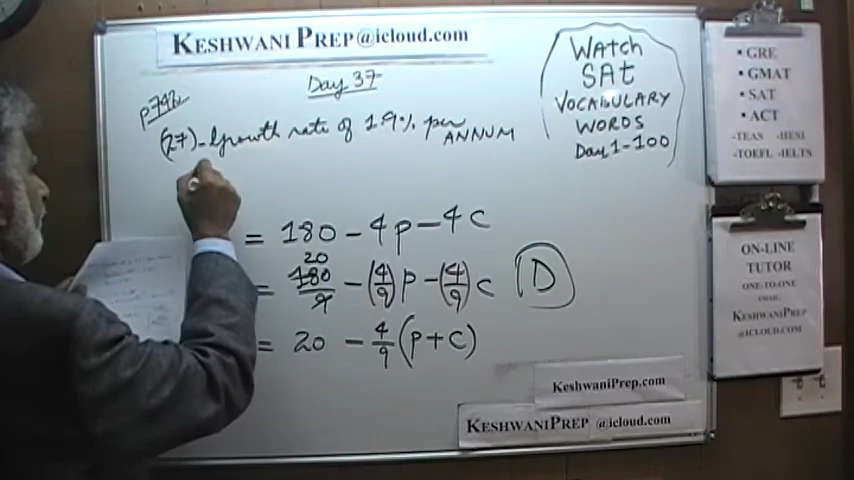 KESHWANI PREP@icloud.com
Day 37
p742
(27)-Growth rate of 1.9% per ANNUM
= 180 - 4p - 4c
20
= 180/9 - (4/9)p - (4/9)c D
= 20 - 4/9(p+c)
WAtch
SAt
VOCABULARY
WORDS
Day 1-100
• GRE
• GMAT
• SAT
• ACT
-TEAS -HESI
-TOEFL -IELTS
ON-LINE
TUTOR
ONE-TO-ONE
EMAIL
KESHWANIPREP
@ICLOUD.COM
KeshwaniPrep.com
KESHWANIPREP @icloud.com